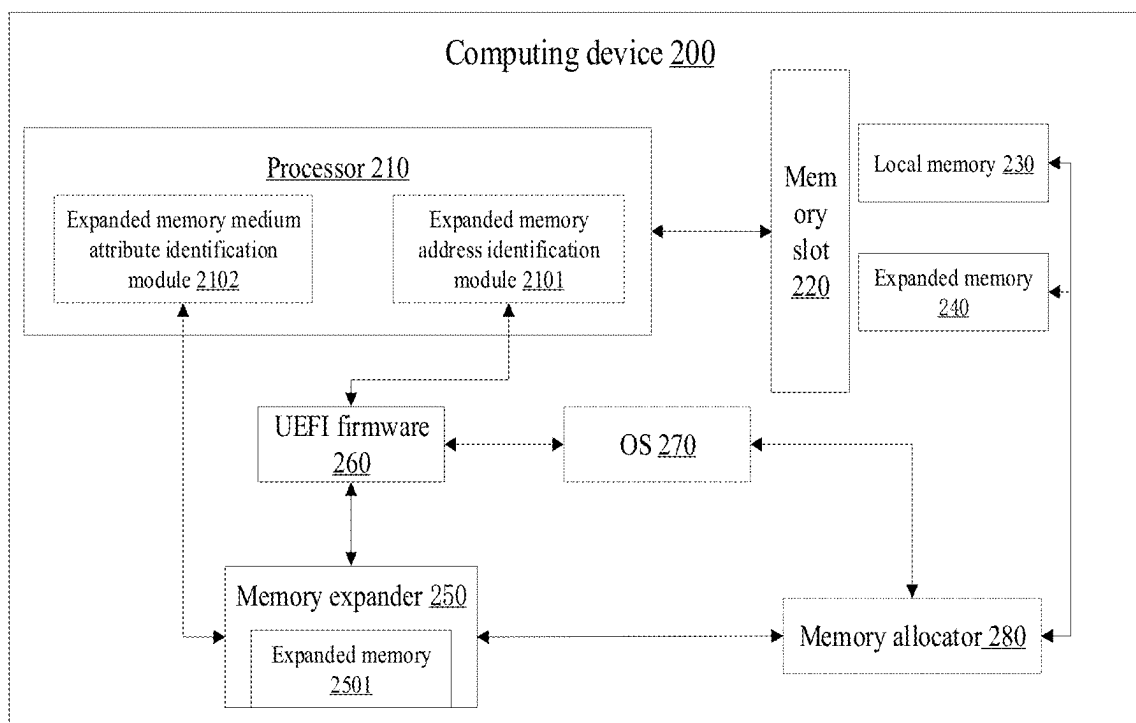 Computing device 200
Processor 210
Expanded memory medium
attribute identification
module 2102
Expanded memory
address identification
module 2101
Mem
ory
slot
220
Local memory 230
Expanded memory
240
UEFI firmware
260
OS 270
Memory expander 250
Expanded memory
2501
Memory allocator 280